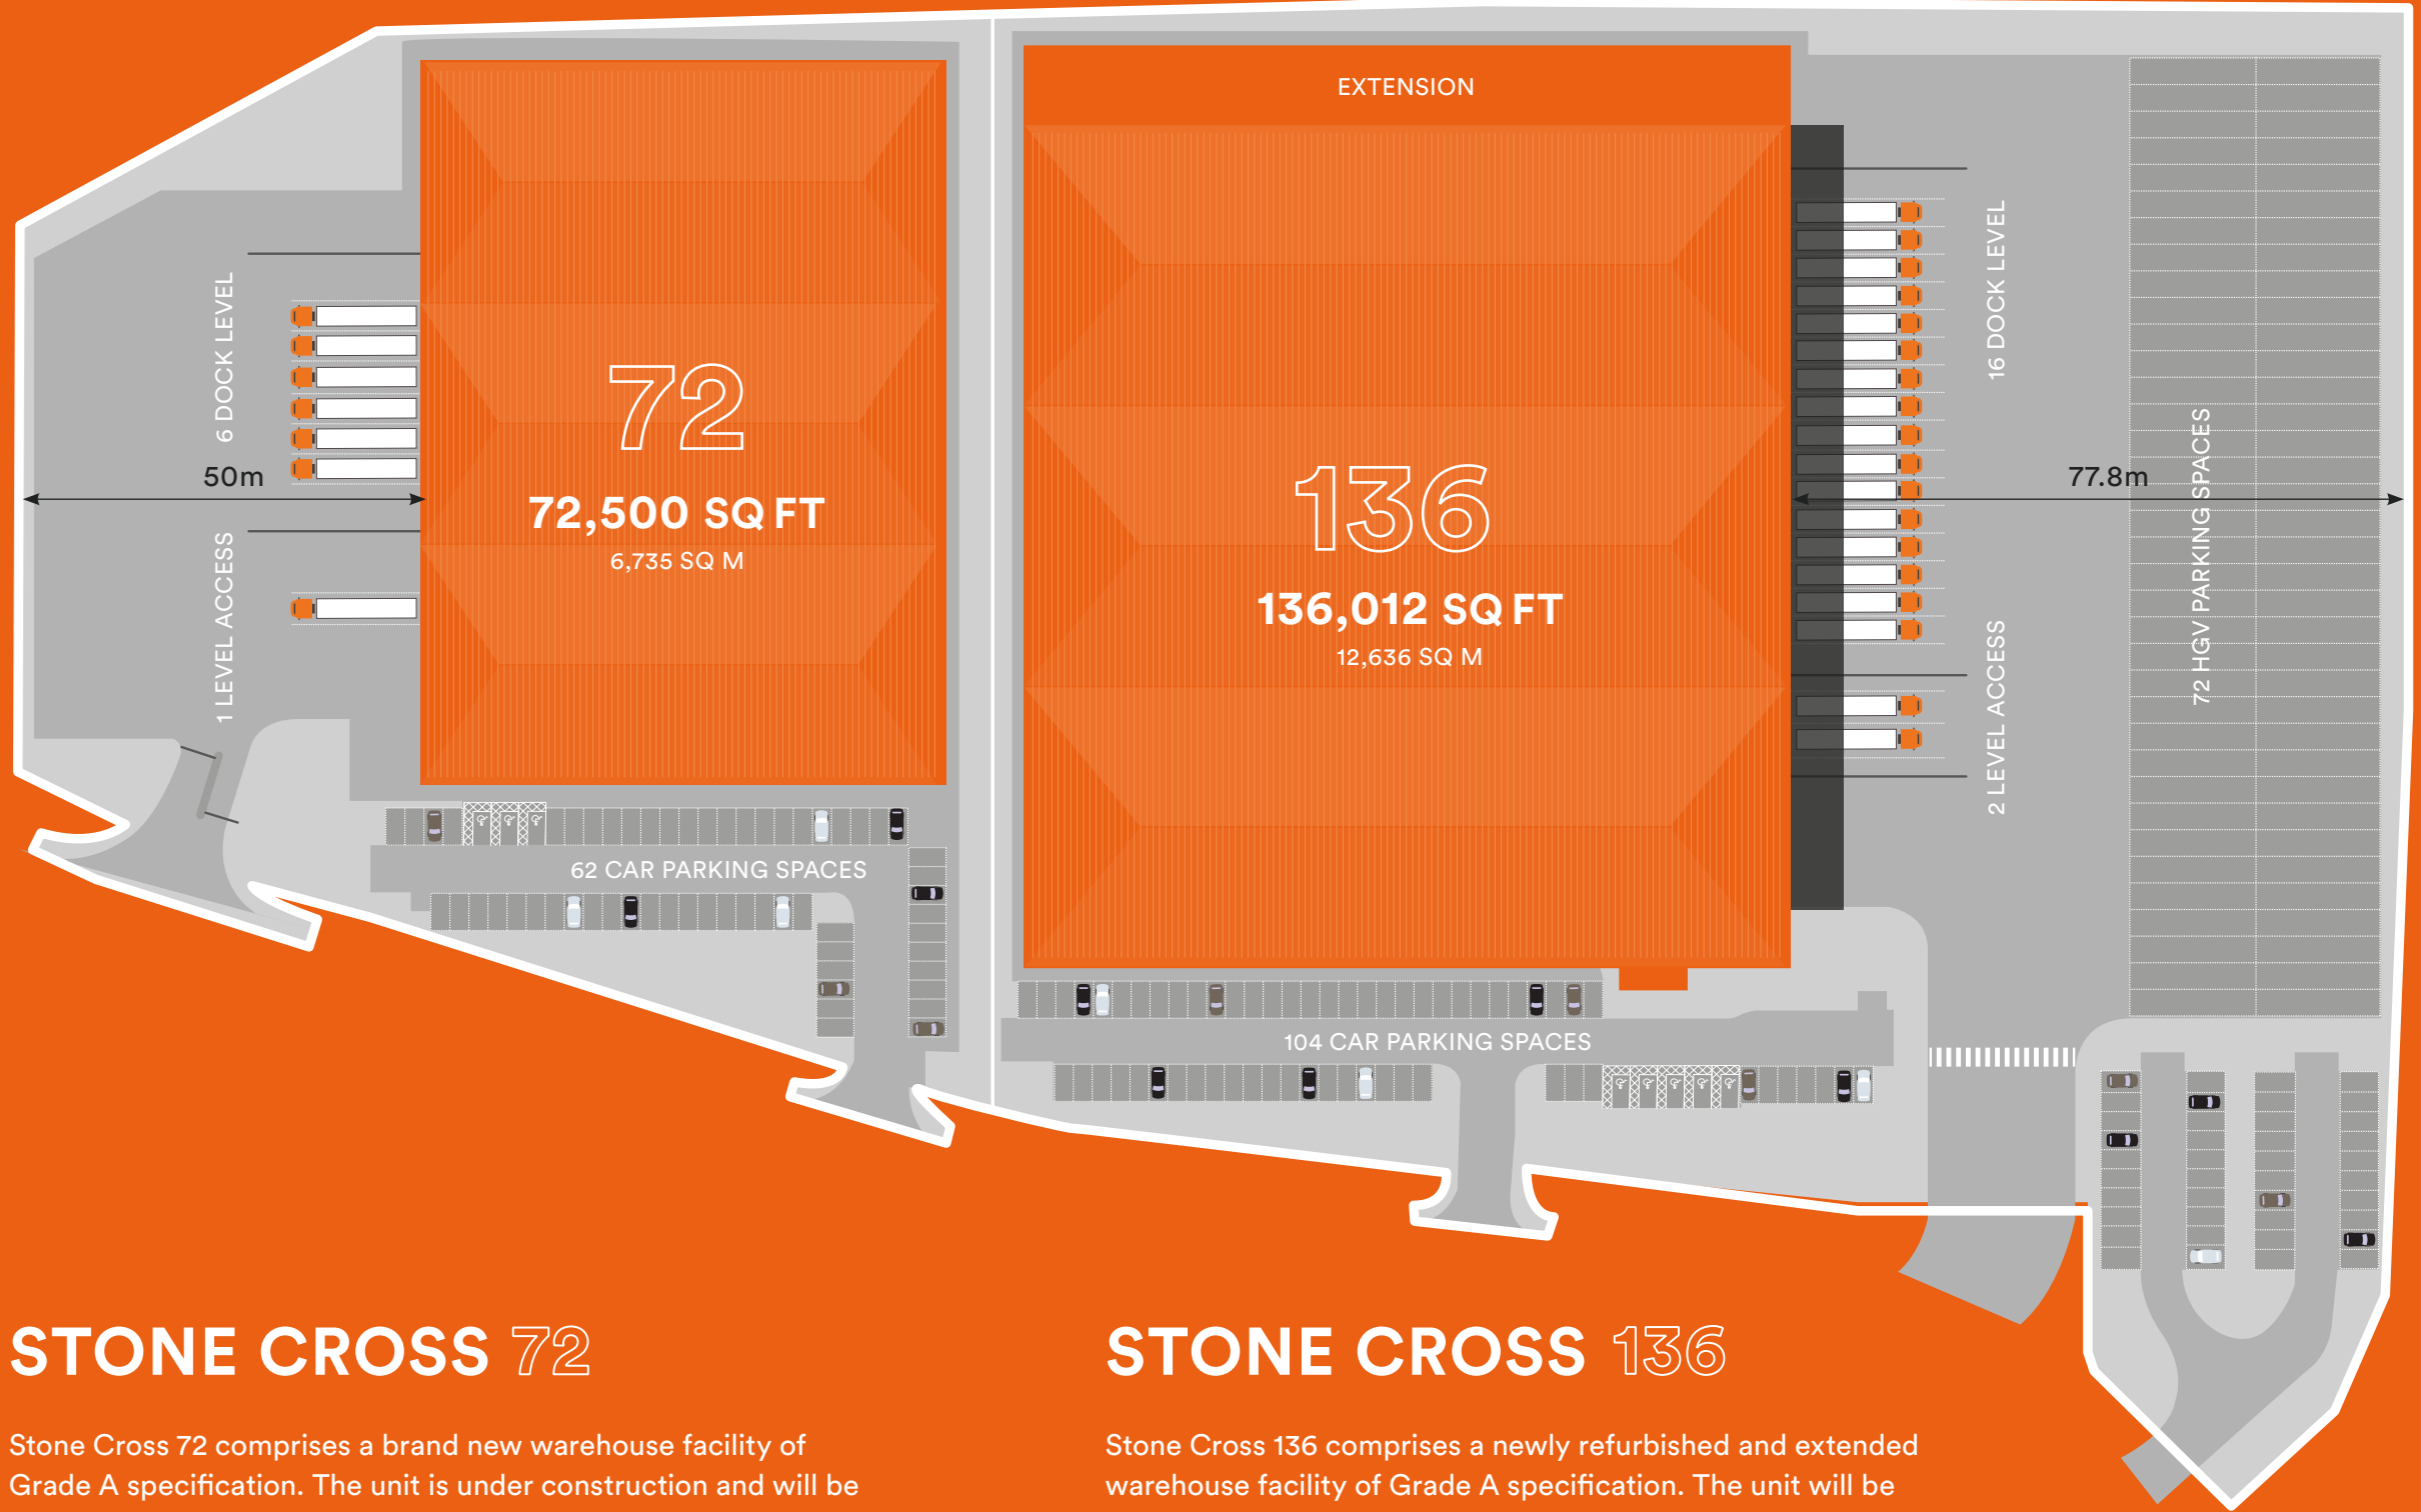 EXTENSION
6 DOCK LEVEL
50m
1 LEVEL ACCESS
72
72,500 SQ FT
6,735 SQ M
136
136,012 SQ FT
12,636 SQ M
16 DOCK LEVEL
77.8m
72 HGV PARKING SPACES
2 LEVEL ACCESS
62 CAR PARKING SPACES
104 CAR PARKING SPACES
STONE CROSS 72
Stone Cross 72 comprises a brand new warehouse facility of
Grade A specification. The unit is under construction and will be
STONE CROSS 136
Stone Cross 136 comprises a newly refurbished and extended
warehouse facility of Grade A specification. The unit will be